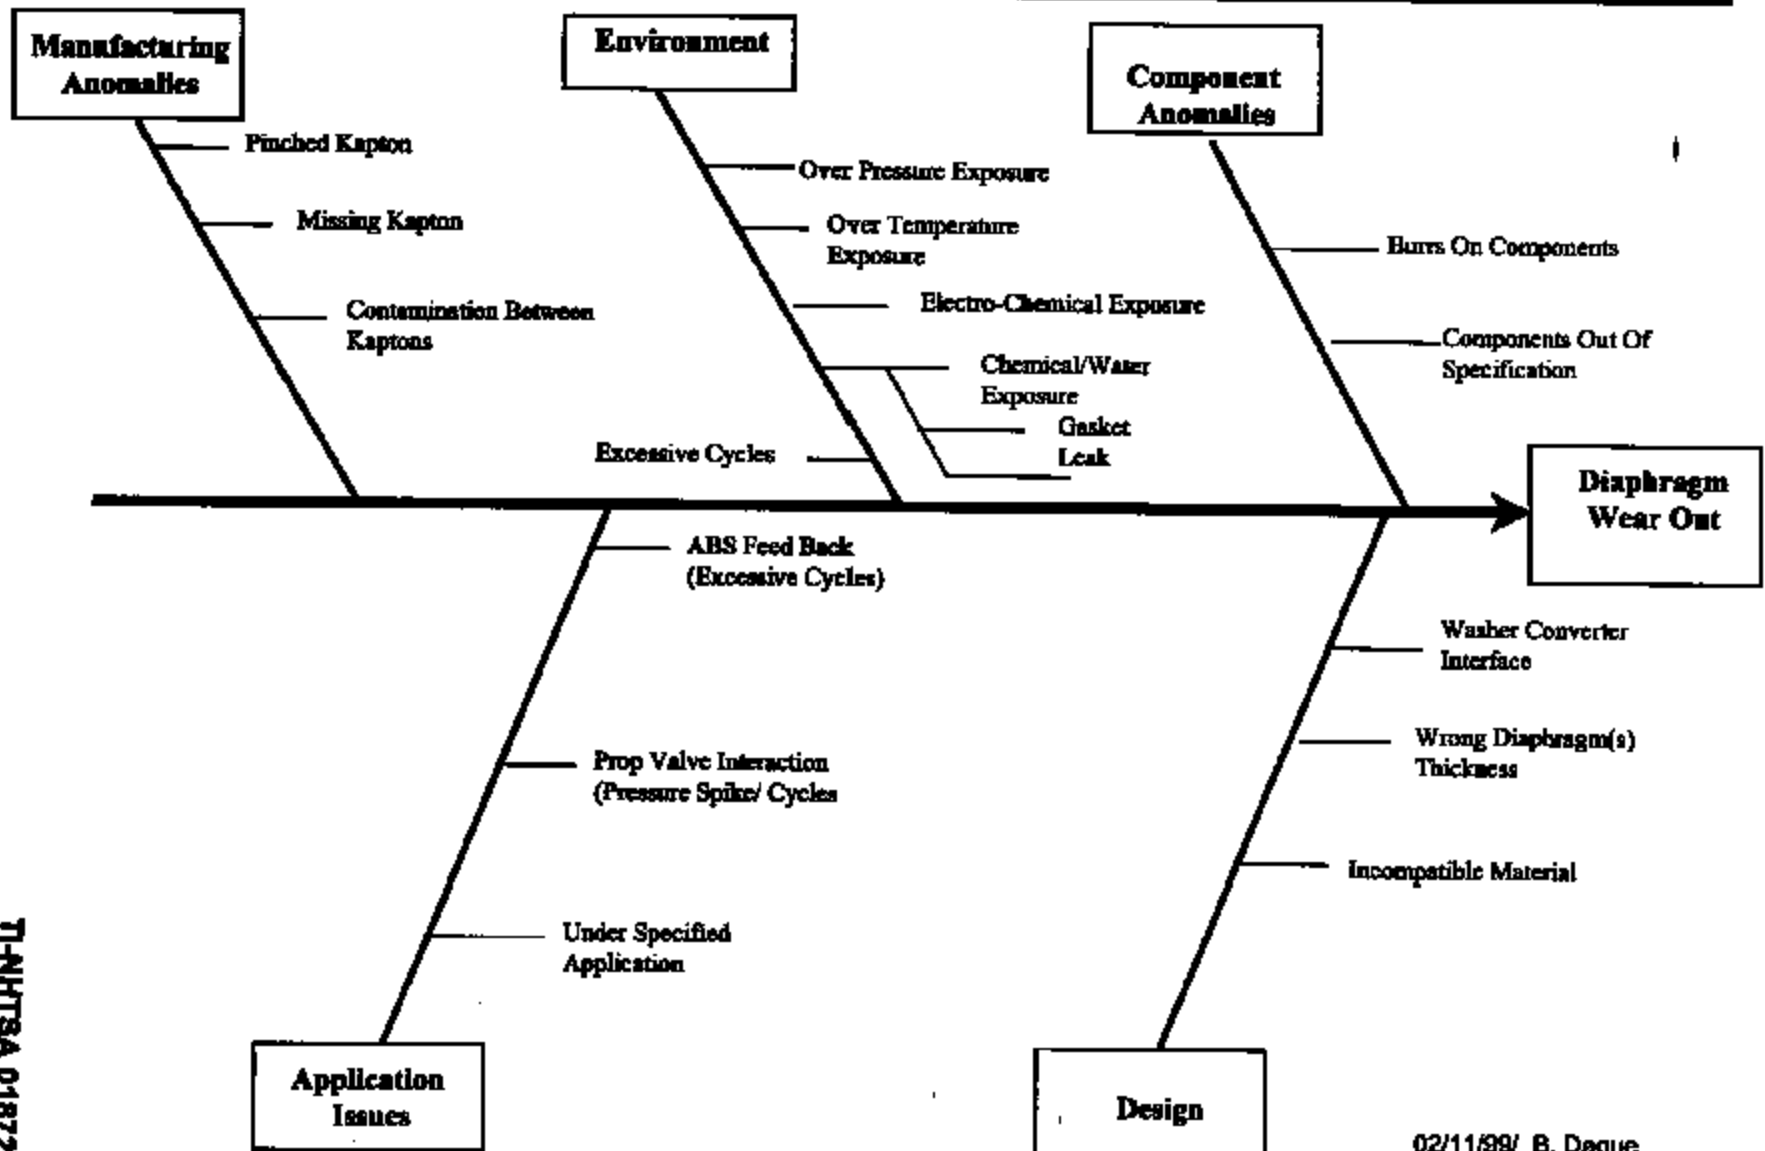 Manufacturing
Anomalies
Environment
Component
Anomalies
Pinched Kapton
Missing Kapton
Contamination Between
Kaptons
Over Pressure Exposure
Over Temperature
Exposure
Electro-Chemical Exposure
Chemical/Water
Exposure
Gasket
Leak
Excessive Cycles
Burrs On Components
Components Out Of
Specification
Diaphragm
Wear Out
ABS Feed Back
(Excessive Cycles)
Prop Valve Interaction
(Pressure Spike/ Cycles
Under Specified
Application
Washer Converter
Interface
Wrong Diaphragm(s)
Thickness
Incompatible Material
Application
Issues
Design
02/11/99/ B. Dague
TI-NHTSA 01872